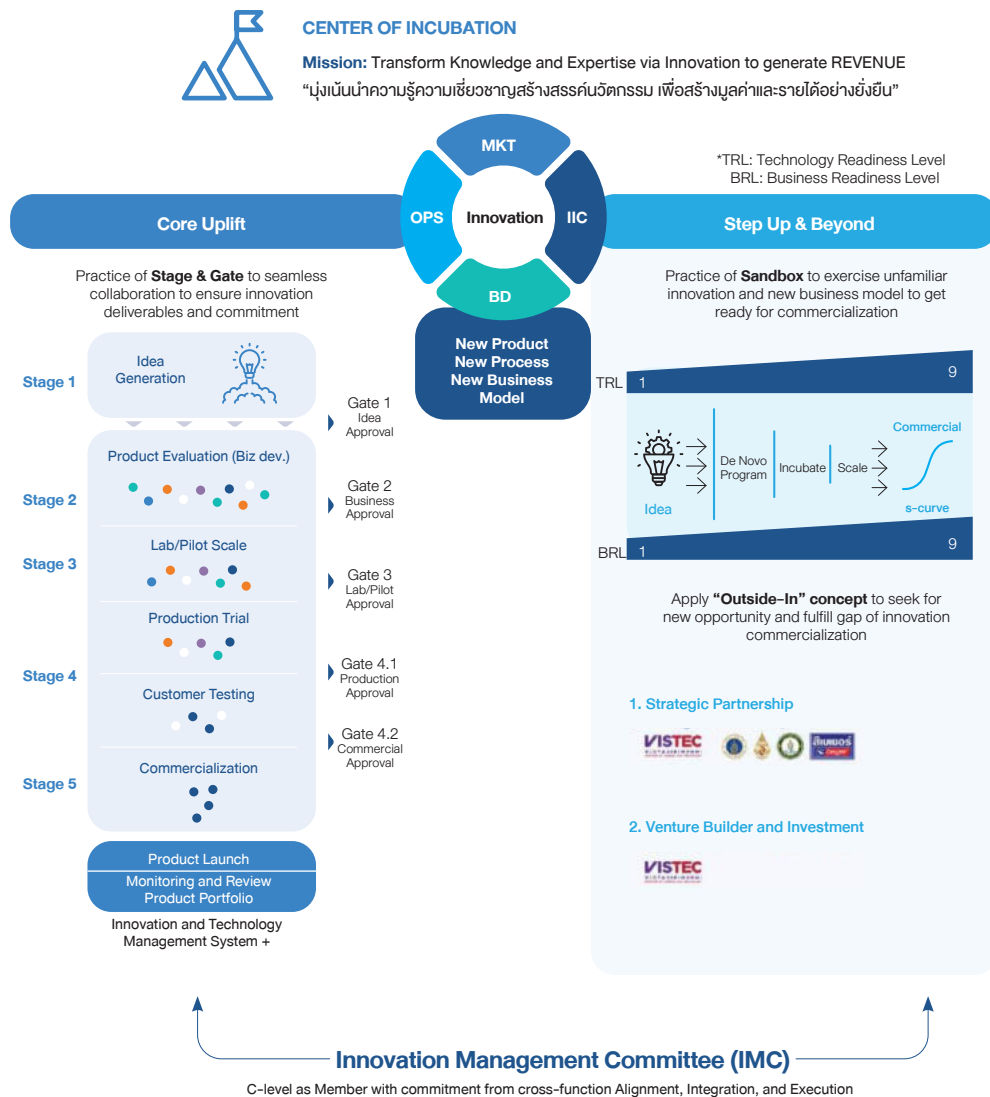 CENTER OF INCUBATION
Mission: Transform Knowledge and Expertise via Innovation to generate REVENUE
“มุ่งเน้นนำความรู้ความเชี่ยวชาญสร้างสรรค์นวัตกรรม เพื่อสร้างมูลค่าและรายได้อย่างยั่งยืน”
MKT
OPS
Innovation
IIC
BD
New Product
New Process
New Business
Model
*TRL: Technology Readiness Level
BRL: Business Readiness Level
Core Uplift
Practice of Stage & Gate to seamless
collaboration to ensure innovation
deliverables and commitment
Stage 1
Idea
Generation
Gate 1
Idea
Approval
Product Evaluation (Biz dev.)
Stage 2
Gate 2
Business
Approval
Lab/Pilot Scale
Stage 3
Gate 3
Lab/Pilot
Approval
Production Trial
Stage 4
Gate 4.1
Production
Approval
Customer Testing
Gate 4.2
Commercial
Approval
Commercialization
Stage 5
Product Launch
Monitoring and Review
Product Portfolio
Innovation and Technology
Management System +
Step Up & Beyond
Practice of Sandbox to exercise unfamiliar
innovation and new business model to get
ready for commercialization
TRL
1
9
Idea
De Novo
Program
Incubate
Scale
Commercial
s-curve
BRL
1
9
Apply “Outside-In” concept to seek for
new opportunity and fulfill gap of innovation
commercialization
1. Strategic Partnership
VISTEC
2. Venture Builder and Investment
VISTEC
Innovation Management Committee (IMC)
C-level as Member with commitment from cross-function Alignment, Integration, and Execution